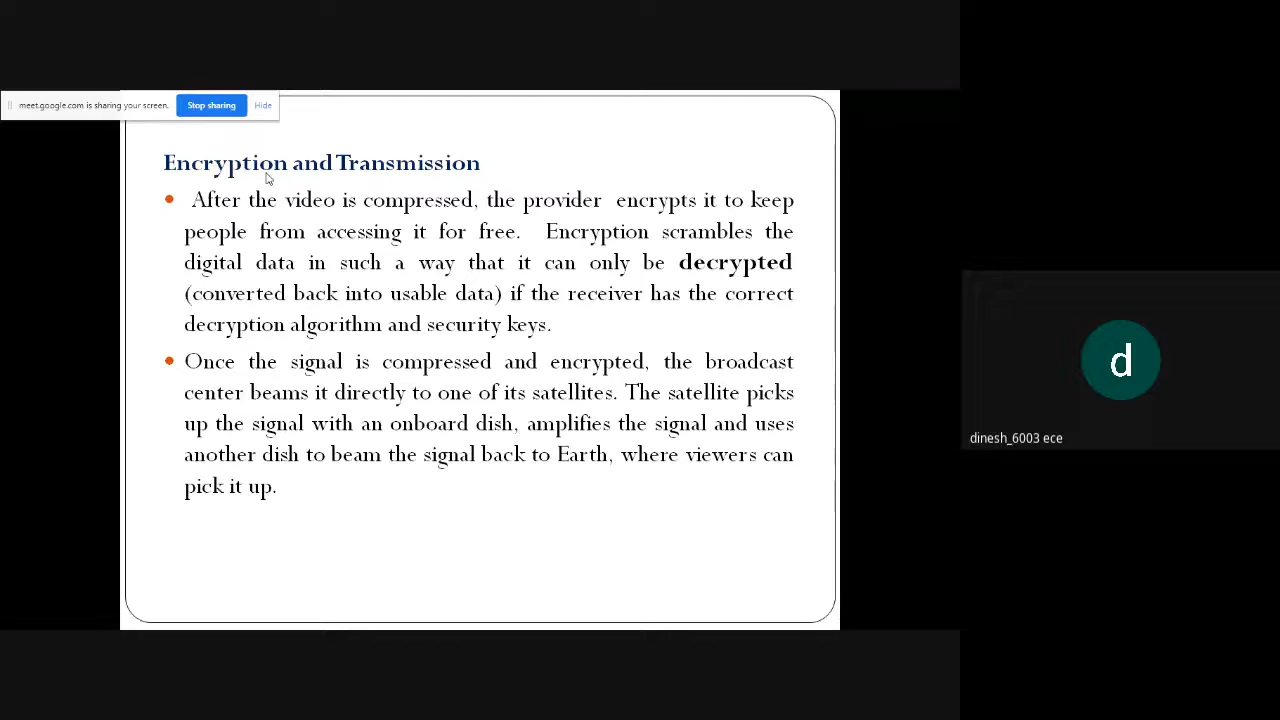 meet.google.com is sharing your screen.
Stop sharing
Hide
Encryption and Transmission
• After the video is compressed, the provider encrypts it to keep
people from accessing it for free. Encryption scrambles the
digital data in such a way that it can only be decrypted
(converted back into usable data) if the receiver has the correct
decryption algorithm and security keys.
• Once the signal is compressed and encrypted, the broadcast
center beams it directly to one of its satellites. The satellite picks
up the signal with an onboard dish, amplifies the signal and uses
another dish to beam the signal back to Earth, where viewers can
pick it up.
d
dinesh_6003 ece